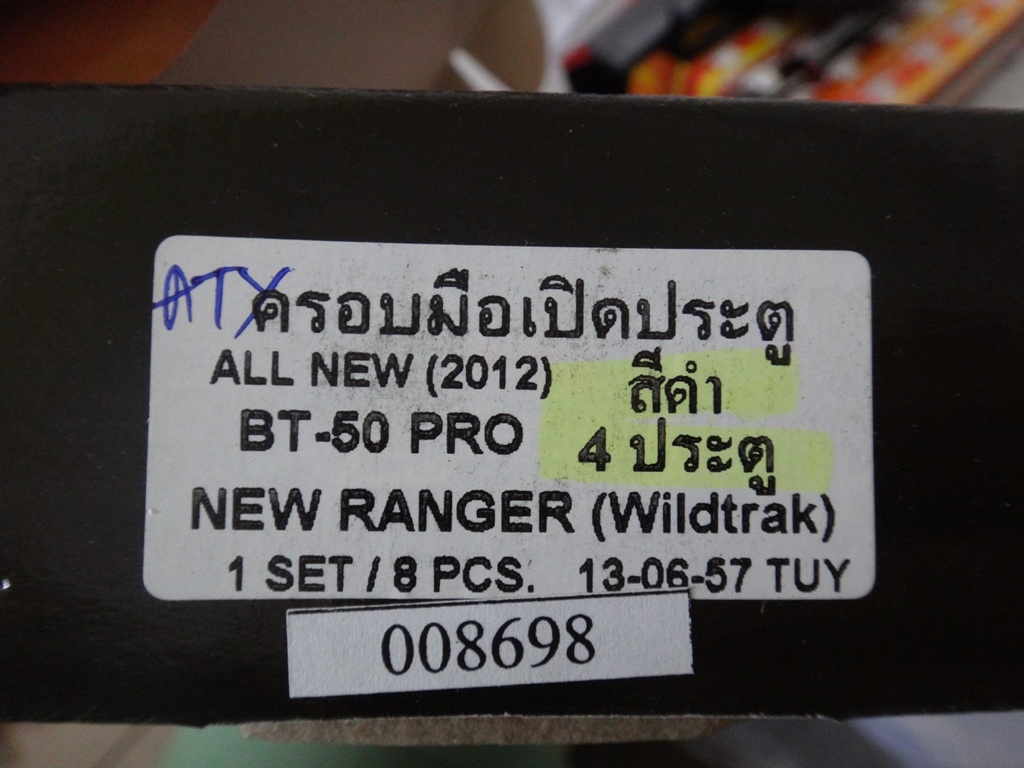 ATX ครอบมือเปิดประตู
ALL NEW (2012) สีดำ
BT-50 PRO 4 ประตู
NEW RANGER (Wildtrak)
1 SET / 8 PCS. 13-06-57 TUY
008698